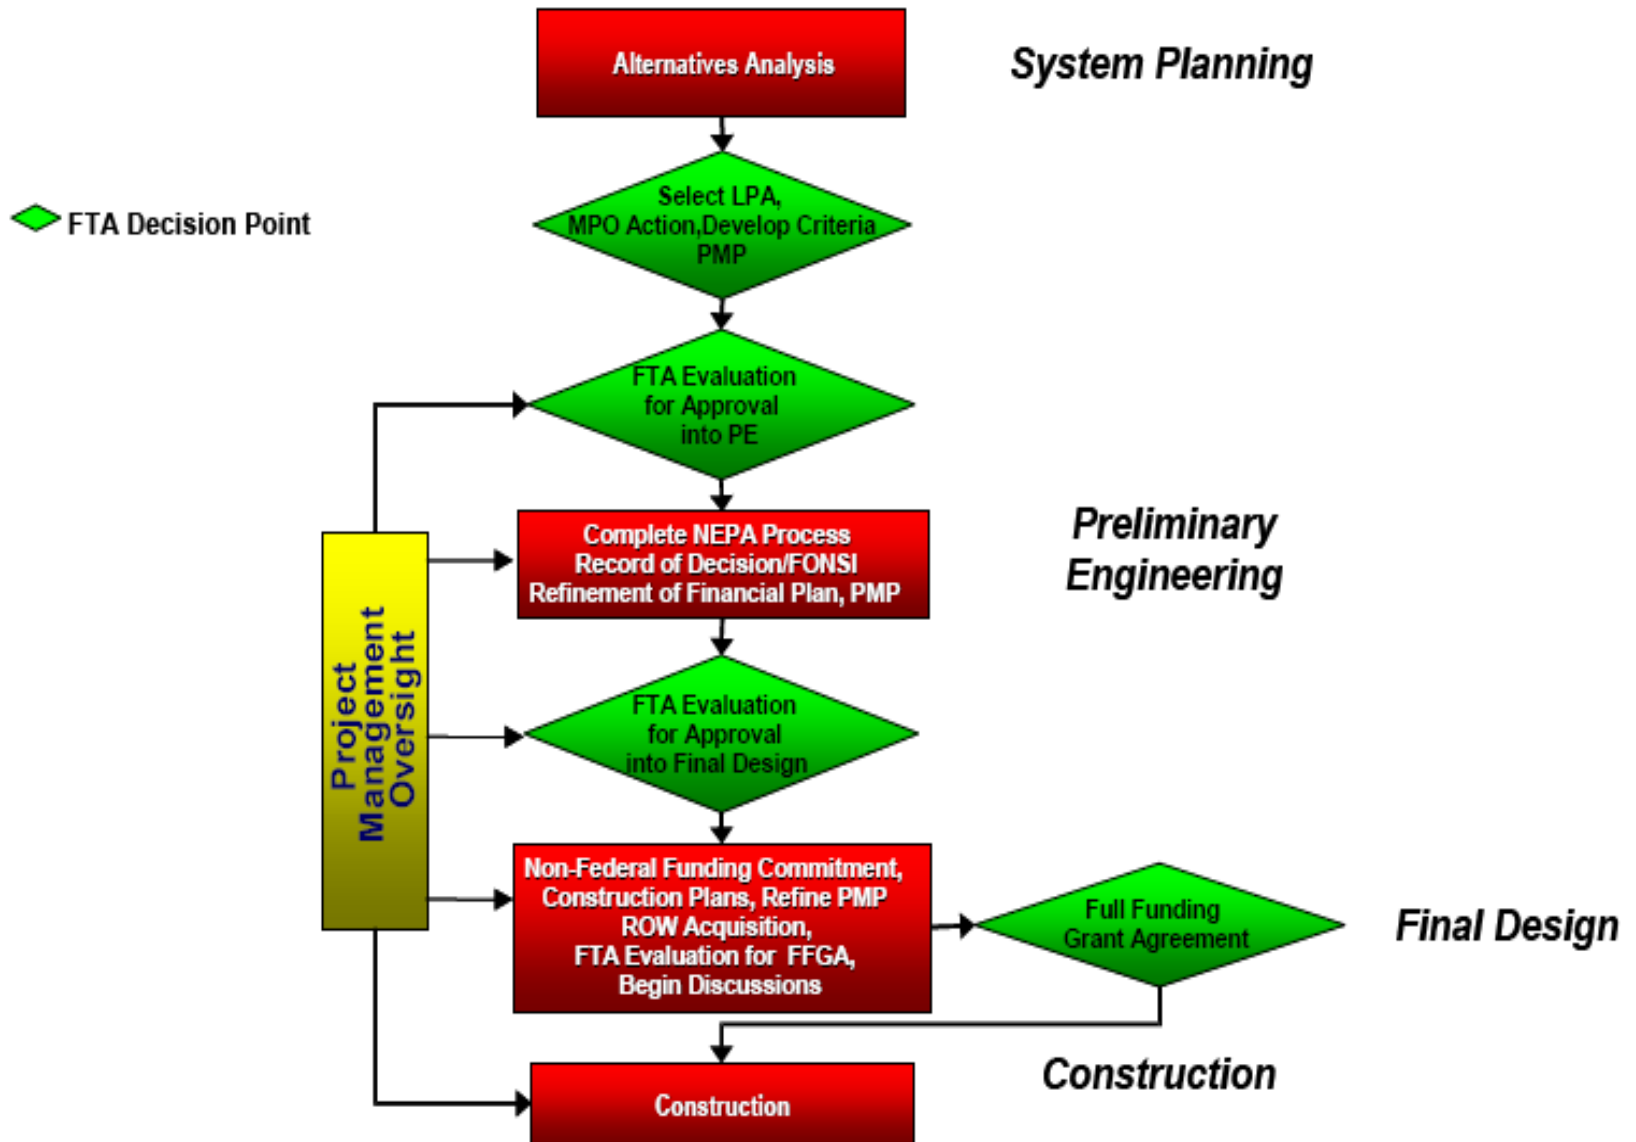 Alternatives Analysis
System Planning
FTA Decision Point
Select LPA,
MPO Action,Develop Criteria
PMP
FTA Evaluation
for Approval
into PE
Complete NEPA Process
Record of Decision/FONSI
Refinement of Financial Plan, PMP
Preliminary
Engineering
Project
Management
Oversight
FTA Evaluation
for Approval
into Final Design
Non-Federal Funding Commitment,
Construction Plans, Refine PMP
ROW Acquisition,
FTA Evaluation for FFGA,
Begin Discussions
Full Funding
Grant Agreement
Final Design
Construction
Construction